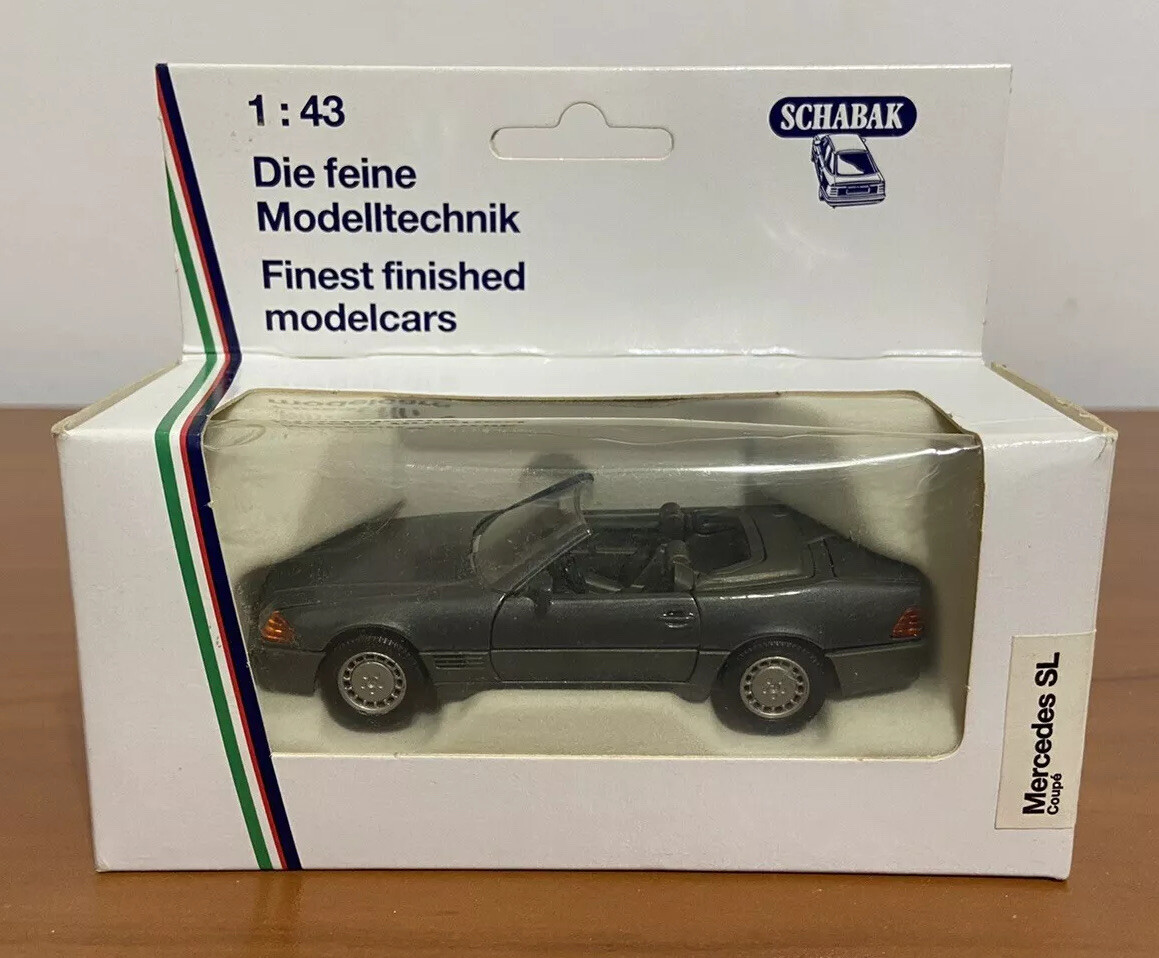 1 : 43
Die feine
Modelltechnik
Finest finished
modelcars
SCHABAK
Mercedes SL
Coupé